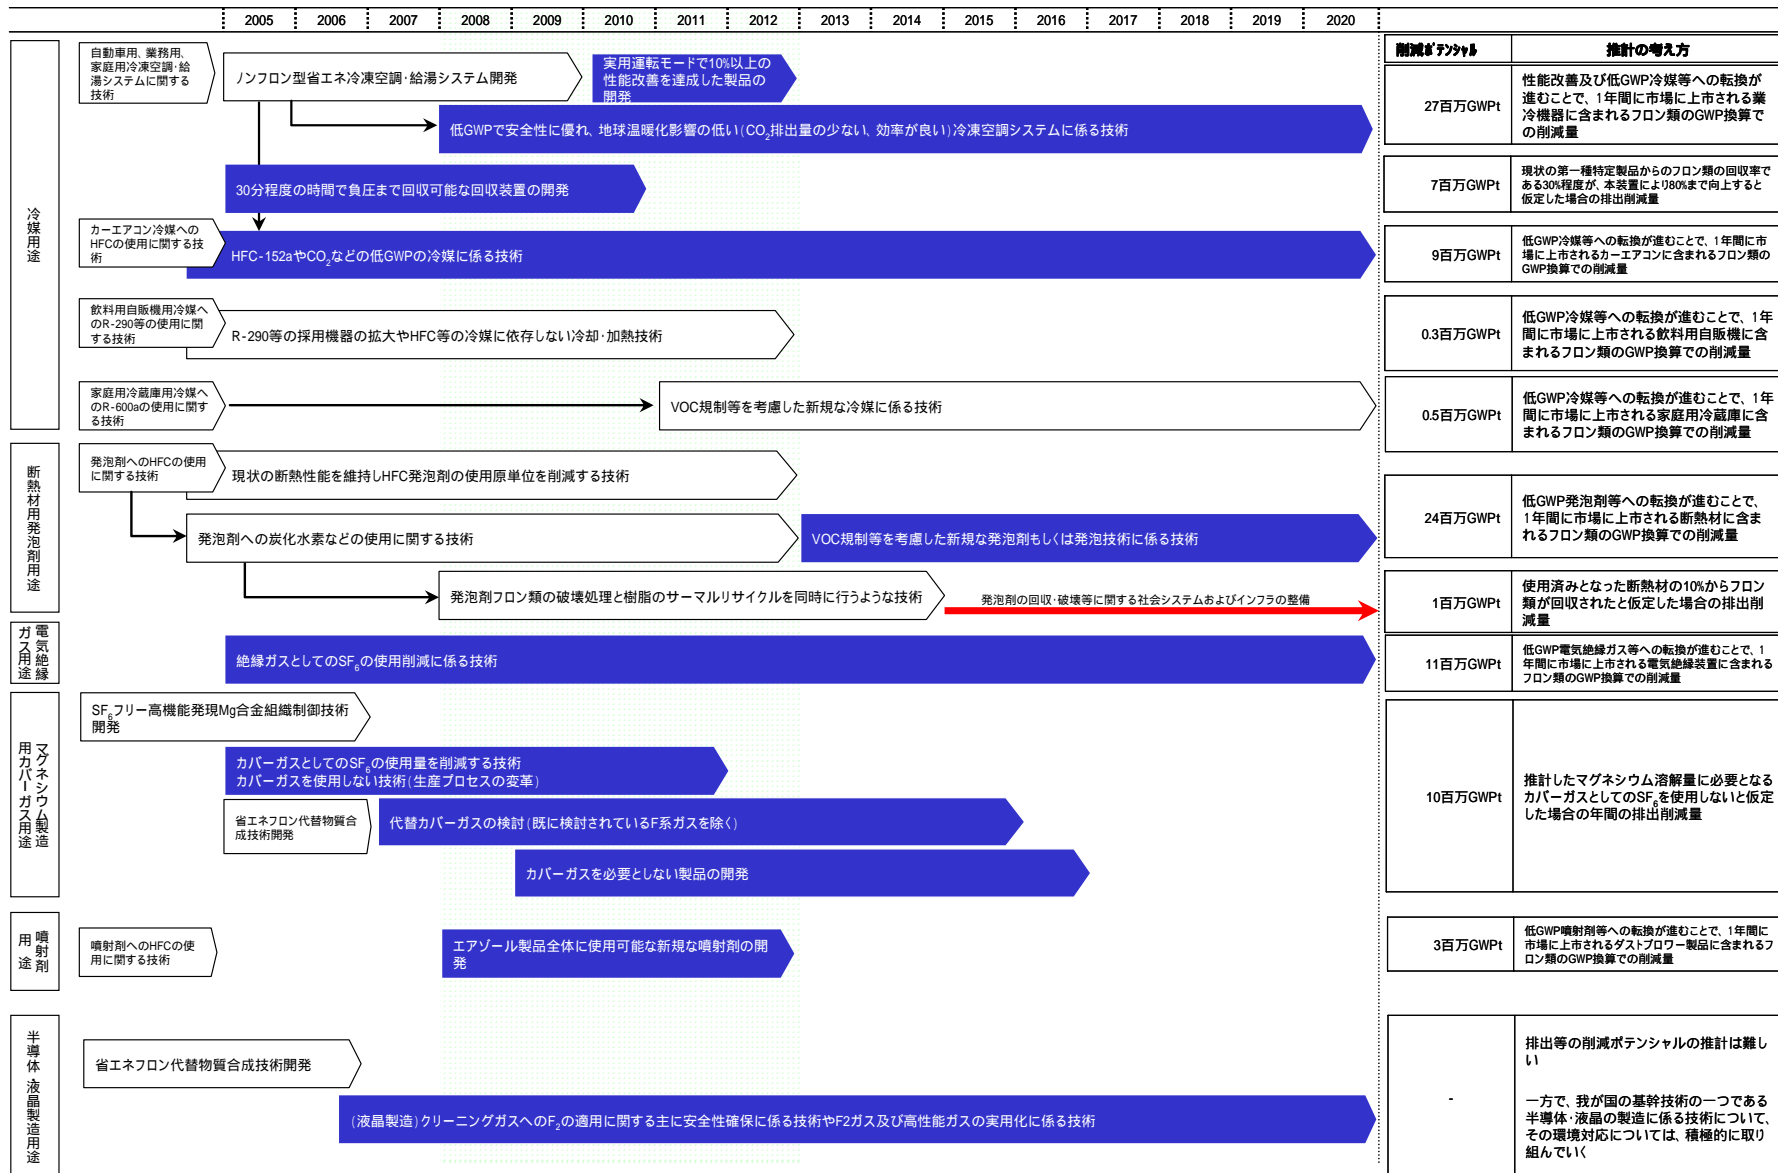 2005 2006 2007 2008 2009 2010 2011 2012 2013 2014 2015 2016 2017 2018 2019 2020
削減ポテンシャル
推計の考え方
冷媒用途
自動車用、業務用、
家庭用冷凍空調・給
湯システムに関する
技術
ノンフロン型省エネ冷凍空調・給湯システム開発
実用運転モードで10%以上の
性能改善を達成した製品の
開発
低GWPで安全性に優れ、地球温暖化影響の低い(CO2排出量の少ない、効率が良い)冷凍空調システムに係る技術
27百万GWPt
性能改善及び低GWP冷媒等への転換が
進むことで、1年間に市場に上市される業
冷機器に含まれるフロン類のGWP換算で
の削減量
30分程度の時間で負圧まで回収可能な回収装置の開発
7百万GWPt
現状の第一種特定製品からのフロン類の回収率で
ある30%程度が、本装置により80%まで向上すると
仮定した場合の排出削減量
カーエアコン冷媒への
HFCの使用に関する技
術
HFC-152aやCO2などの低GWPの冷媒に係る技術
9百万GWPt
低GWP冷媒等への転換が進むことで、1年間に市
場に上市されるカーエアコンに含まれるフロン類の
GWP換算での削減量
飲料用自販機用冷媒へ
のR-290等の使用に関
する技術
R-290等の採用機器の拡大やHFC等の冷媒に依存しない冷却・加熱技術
0.3百万GWPt
低GWP冷媒等への転換が進むことで、1年
間に市場に上市される飲料用自販機に含
まれるフロン類のGWP換算での削減量
家庭用冷蔵庫用冷媒へ
のR-600aの使用に関す
る技術
VOC規制等を考慮した新規な冷媒に係る技術
0.5百万GWPt
低GWP冷媒等への転換が進むことで、1年
間に市場に上市される家庭用冷蔵庫に含
まれるフロン類のGWP換算での削減量
断熱材用発泡剤用途
発泡剤へのHFCの使用
に関する技術
現状の断熱性能を維持しHFC発泡剤の使用原単位を削減する技術
発泡剤への炭化水素などの使用に関する技術
VOC規制等を考慮した新規な発泡剤もしくは発泡技術に係る技術
24百万GWPt
低GWP発泡剤等への転換が進むことで、
1年間に市場に上市される断熱材に含ま
れるフロン類のGWP換算での削減量
発泡剤フロン類の破壊処理と樹脂のサーマルリサイクルを同時に行うような技術
発泡剤の回収・破壊等に関する社会システムおよびインフラの整備
1百万GWPt
使用済みとなった断熱材の10%からフロン
類が回収されたと仮定した場合の排出削
減量
電気絶縁
ガス用途
絶縁ガスとしてのSF6の使用削減に係る技術
11百万GWPt
低GWP電気絶縁ガス等への転換が進むことで、1
年間に市場に上市される電気絶縁装置に含まれる
フロン類のGWP換算での削減量
マグネシウム製造
用カバーガス用途
SF6フリー高機能発現Mg合金組織制御技術
開発
カバーガスとしてのSF6の使用量を削減する技術
カバーガスを使用しない技術(生産プロセスの変革)
省エネフロン代替物質合
成技術開発
代替カバーガスの検討(既に検討されているF系ガスを除く)
カバーガスを必要としない製品の開発
10百万GWPt
推計したマグネシウム溶解量に必要となる
カバーガスとしてのSF6を使用しないと仮定
した場合の年間の排出削減量
噴射剤
用途
噴射剤へのHFCの使
用に関する技術
エアゾール製品全体に使用可能な新規な噴射剤の開
発
3百万GWPt
低GWP噴射剤等への転換が進むことで、1年間に
市場に上市されるダストブロワー製品に含まれるフ
ロン類のGWP換算での削減量
半導体・液晶製造用途
省エネフロン代替物質合成技術開発
(液晶製造)クリーニングガスへのF2の適用に関する主に安全性確保に係る技術やF2ガス及び高性能ガスの実用化に係る技術
-
排出等の削減ポテンシャルの推計は難し
い
一方で、我が国の基幹技術の一つである
半導体・液晶の製造に係る技術について、
その環境対応については、積極的に取り
組んでいく